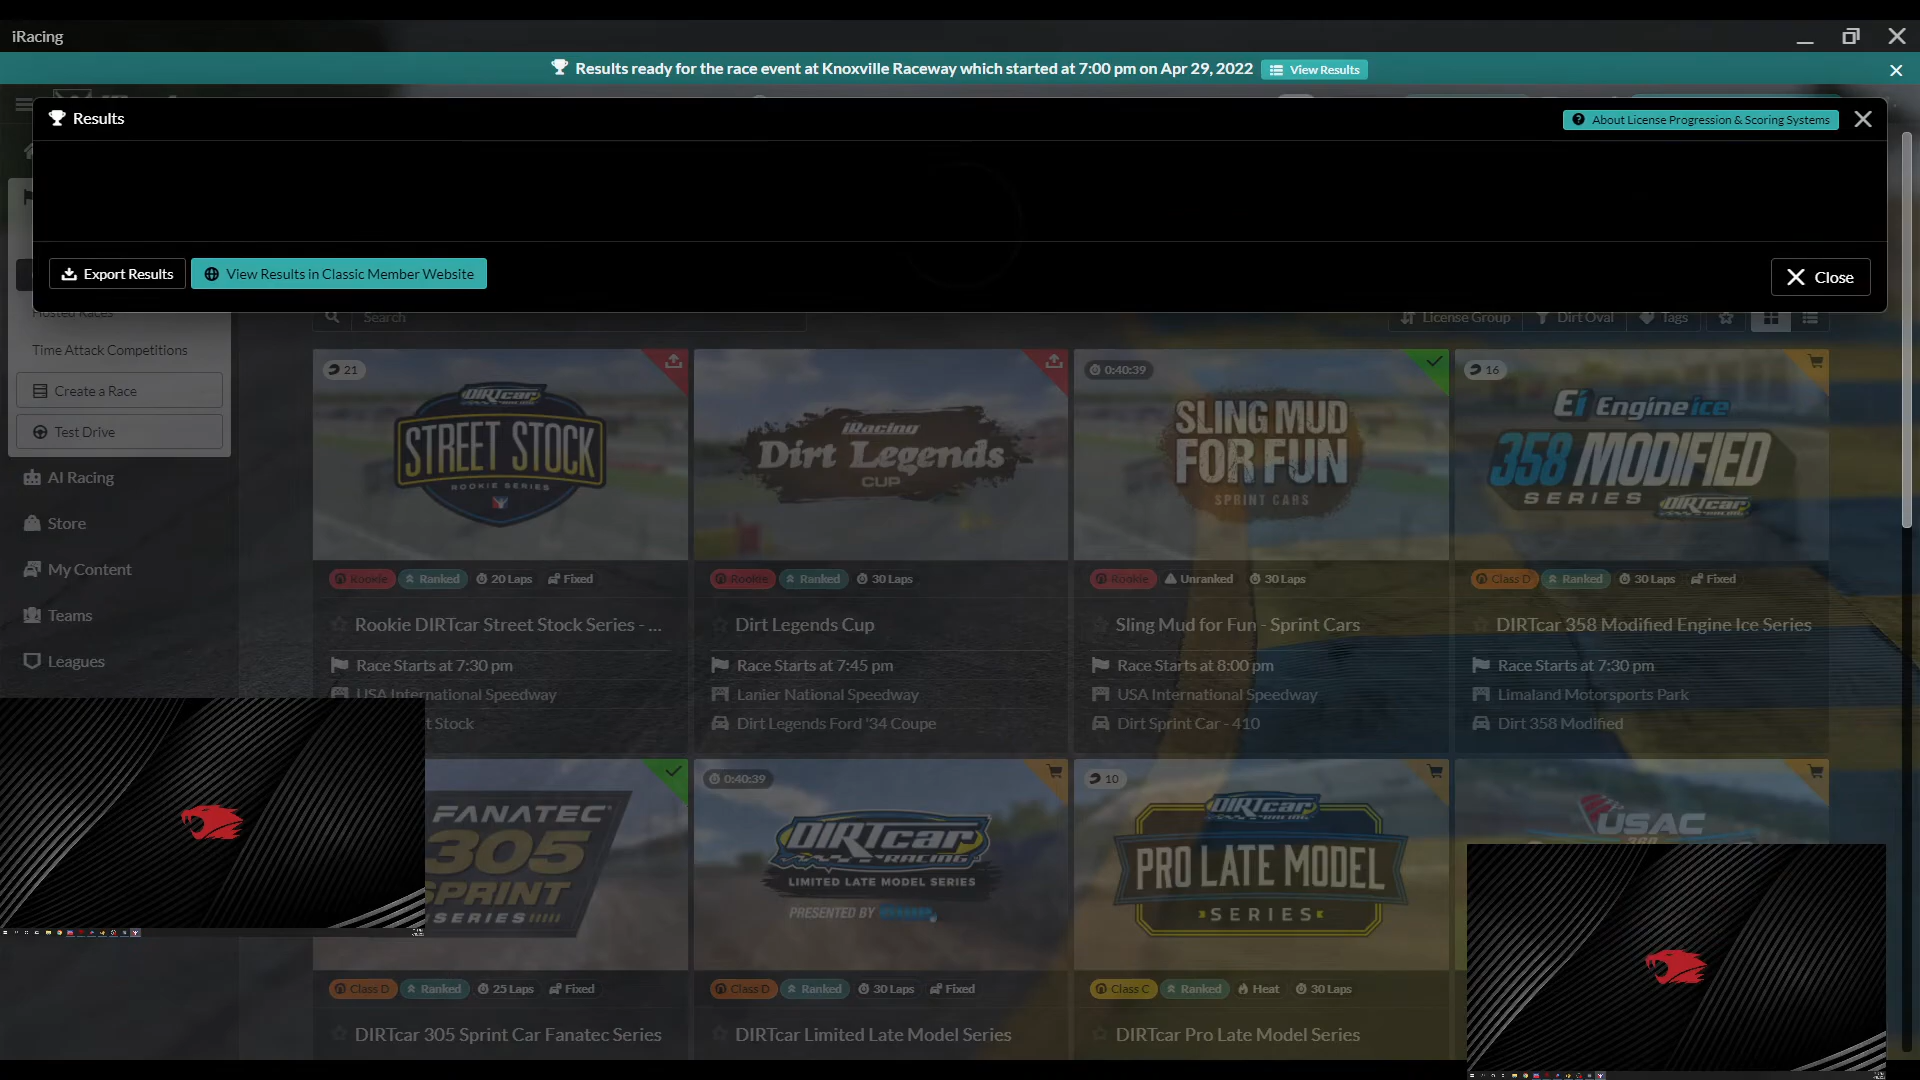 iRacing
Results ready for the race event at Knoxville Raceway which started at 7:00 pm on Apr 29, 2022
View Results
Results
About License Progression & Scoring Systems
Export Results
View Results in Classic Member Website
Close
Hosted Races
Time Attack Competitions
Create a Race
Test Drive
AI Racing
Store
My Content
Teams
Leagues
Search
License Group
Dirt Oval
Tags
21
DIRTcar
STREET STOCK
ROOKIE SERIES
Rookie
Ranked
20 Laps
Fixed
Rookie DIRTcar Street Stock Series - ...
Race Starts at 7:30 pm
USA International Speedway
t Stock
iRacing
Dirt Legends
CUP
Rookie
Ranked
30 Laps
Dirt Legends Cup
Race Starts at 7:45 pm
Lanier National Speedway
Dirt Legends Ford '34 Coupe
0:40:39
SLING MUD
FOR FUN
SPRINT CARS
Rookie
Unranked
30 Laps
Sling Mud for Fun - Sprint Cars
Race Starts at 8:00 pm
USA International Speedway
Dirt Sprint Car - 410
16
Ei Engine ice
358 MODIFIED
SERIES DIRTcar
RACING
Class D
Ranked
30 Laps
Fixed
DIRTcar 358 Modified Engine Ice Series
Race Starts at 7:30 pm
Limaland Motorsports Park
Dirt 358 Modified
FANATEC
305
SPRINT
SERIES
Class D
Ranked
25 Laps
Fixed
DIRTcar 305 Sprint Car Fanatec Series
0:40:39
DIRTcar
RACING
LIMITED LATE MODEL SERIES
PRESENTED BY
Class D
Ranked
30 Laps
Fixed
DIRTcar Limited Late Model Series
10
DIRTcar
RACING
PRO LATE MODEL
SERIES
Class C
Ranked
Heat
30 Laps
DIRTcar Pro Late Model Series
USAC